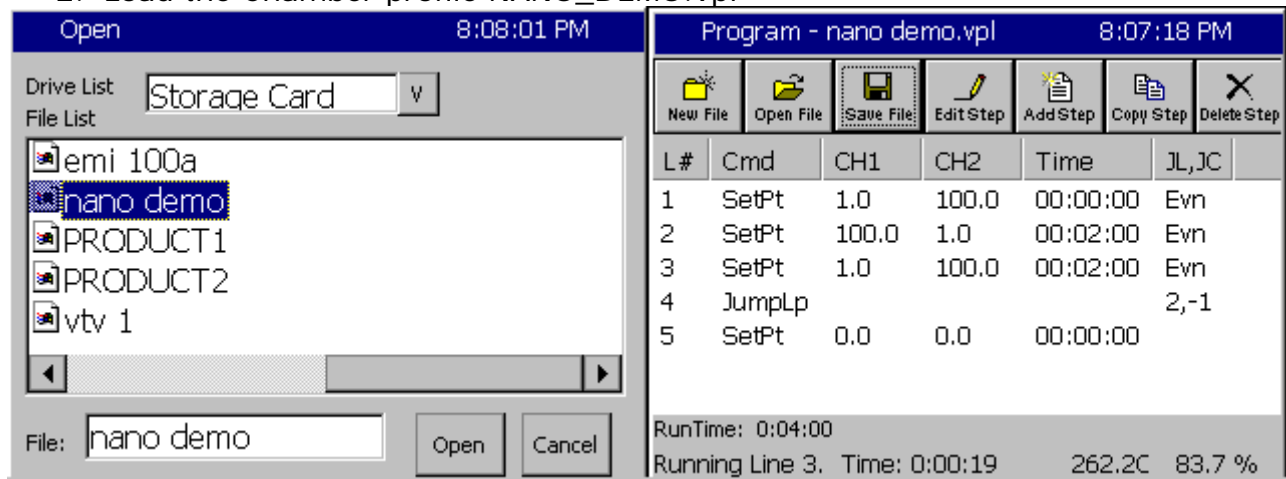 Open 8:08:01 PM
Drive List
Storage Card V
File List
emi 100a
nano demo
PRODUCT1
PRODUCT2
vtv 1
File: nano demo Open Cancel
Program - nano demo.vpl 8:07:18 PM
New File Open File Save File Edit Step Add Step Copy Step Delete Step
L# Cmd CH1 CH2 Time JL,JC
1 SetPt 1.0 100.0 00:00:00 Evn
2 SetPt 100.0 1.0 00:02:00 Evn
3 SetPt 1.0 100.0 00:02:00 Evn
4 JumpLp 2,-1
5 SetPt 0.0 0.0 00:00:00
RunTime: 0:04:00
Running Line 3. Time: 0:00:19 262.2C 83.7 %